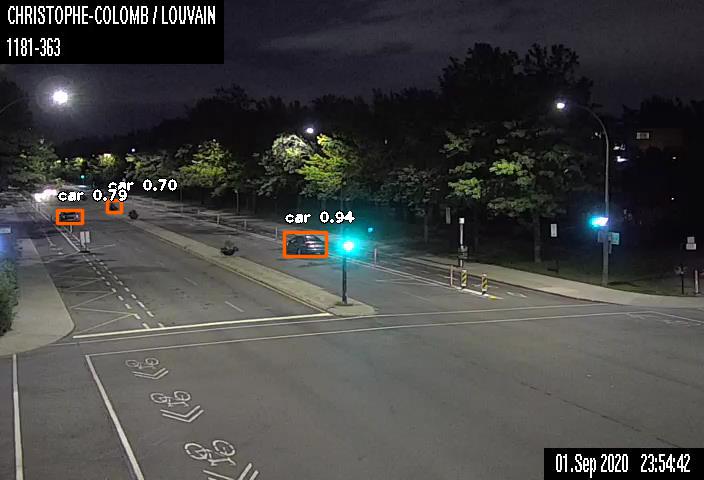 CHRISTOPHE-COLOMB / LOUVAIN
1181-363
car 0.70
car 0.79
car 0.94
01.Sep 2020 23:54:42